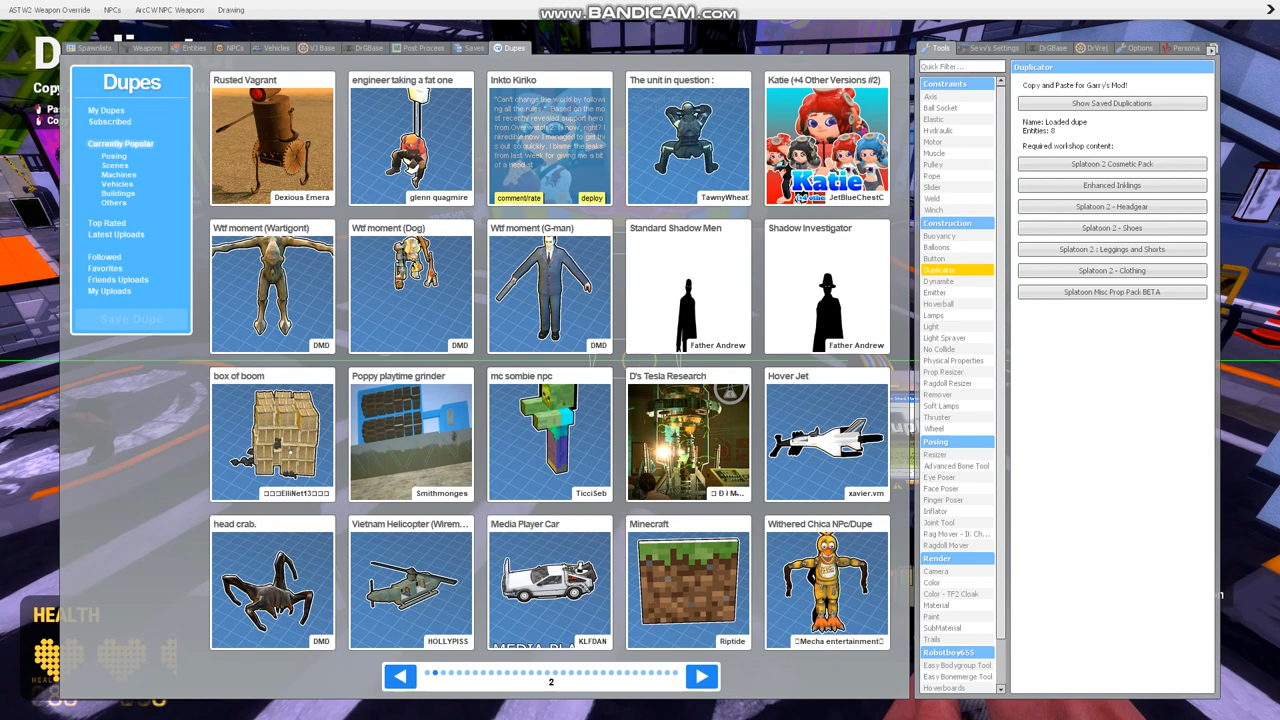 ASTW2 Weapon Override NPCs ArcCW NPC Weapons Drawing
www.BANDICAM.com
Spawnlists Weapons Entities NPCs Vehicles VJ Base DrGBase Post Process Saves Dupes
Tools Sevv's Settings DrGBase DrVrej Options Persona
Dupes
My Dupes
Subscribed
Currently Popular
Posing
Scenes
Machines
Vehicles
Buildings
Others
Top Rated
Latest Uploads
Followed
Favorites
Friends Uploads
My Uploads
Save Dupe
Rusted Vagrant
Dexious Emera
engineer taking a fat one
glenn quagmire
Inkto Kiriko
comment/rate deploy
The unit in question :
TawnyWheat
Katie (+4 Other Versions #2)
Katie
JetBlueChestC
Wtf moment (Wartigont)
DMD
Wtf moment (Dog)
DMD
Wtf moment (G-man)
DMD
Standard Shadow Men
Father Andrew
Shadow Investigator
Father Andrew
box of boom
ElliNet13
Poppy playtime grinder
Smithmonges
mc sombie npc
TicciSeb
D's Tesla Research
Hover Jet
xavier.vm
head crab.
DMD
Vietnam Helicopter (Wirem...
HOLLYPISS
Media Player Car
KLFDAN
Minecraft
Riptide
Withered Chica NPc/Dupe
Mecha entertainment
2
HEALTH
Quick Filter...
Constraints
Axis
Ball Socket
Elastic
Hydraulic
Motor
Muscle
Pulley
Rope
Slider
Weld
Winch
Construction
Buoyancy
Balloons
Button
Duplicator
Dynamite
Emitter
Hoverball
Lamps
Light
Light Sprayer
No Collide
Physical Properties
Prop Resizer
Ragdoll Resizer
Remover
Soft Lamps
Thruster
Wheel
Posing
Resizer
Advanced Bone Tool
Eye Poser
Face Poser
Finger Poser
Inflator
Joint Tool
Rag Mover - IK Ch...
Ragdoll Mover
Render
Camera
Color
Color - TF2 Cloak
Material
Paint
SubMaterial
Trails
Robotboy655
Easy Bodygroup Tool
Easy Bonemerge Tool
Hoverboards
Duplicator
Copy and Paste for Garry's Mod!
Show Saved Duplications
Name: Loaded dupe
Entities: 8
Required workshop content:
Splatoon 2 Cosmetic Pack
Enhanced Inklings
Splatoon 2 - Headgear
Splatoon 2 - Shoes
Splatoon 2 : Leggings and Shorts
Splatoon 2 - Clothing
Splatoon Misc Prop Pack BETA